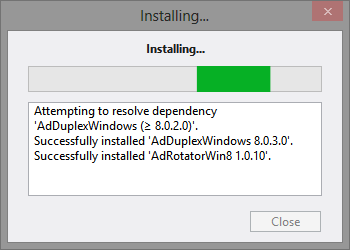 Installing...
Installing...
Attempting to resolve dependency
'AdDuplexWindows (≥ 8.0.2.0)'.
Successfully installed 'AdDuplexWindows 8.0.3.0'.
Successfully installed 'AdRotatorWin8 1.0.10'.
Close